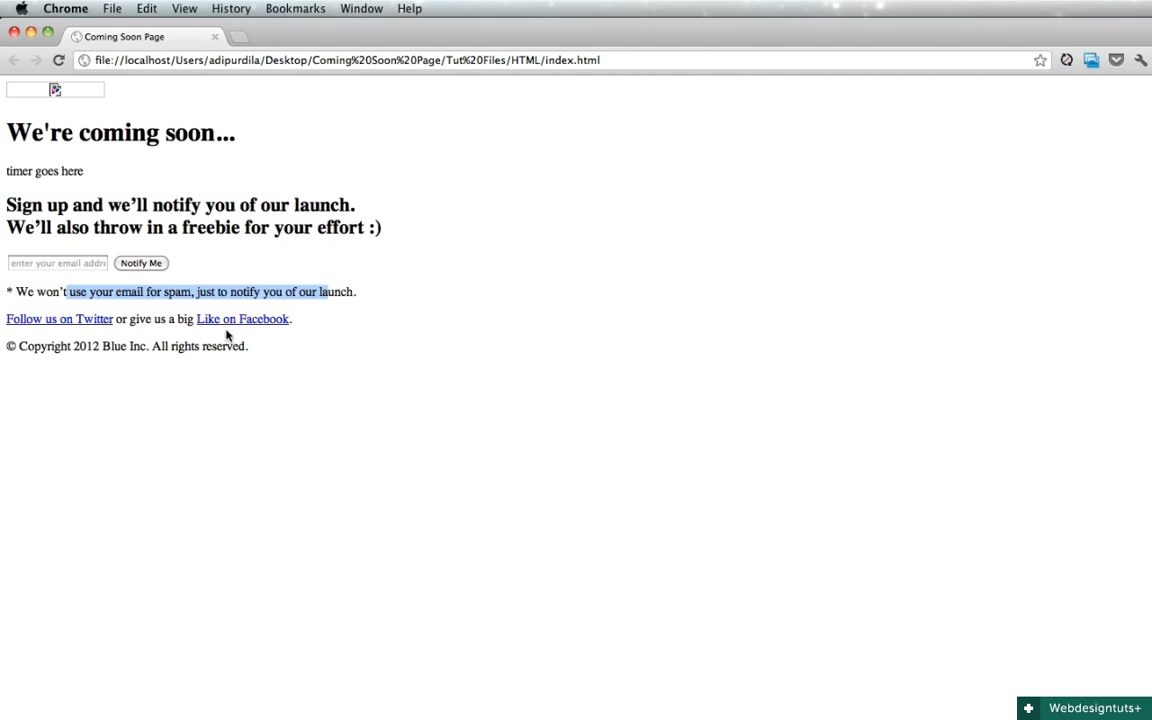 Chrome File Edit View History Bookmarks Window Help
Coming Soon Page
file://localhost/Users/adipurdila/Desktop/Coming%20Soon%20Page/Tut%20Files/HTML/index.html
We're coming soon...
timer goes here
Sign up and we’ll notify you of our launch.
We’ll also throw in a freebie for your effort :)
enter your email addre Notify Me
* We won’t use your email for spam, just to notify you of our launch.
Follow us on Twitter or give us a big Like on Facebook.
© Copyright 2012 Blue Inc. All rights reserved.
Webdesigntuts+